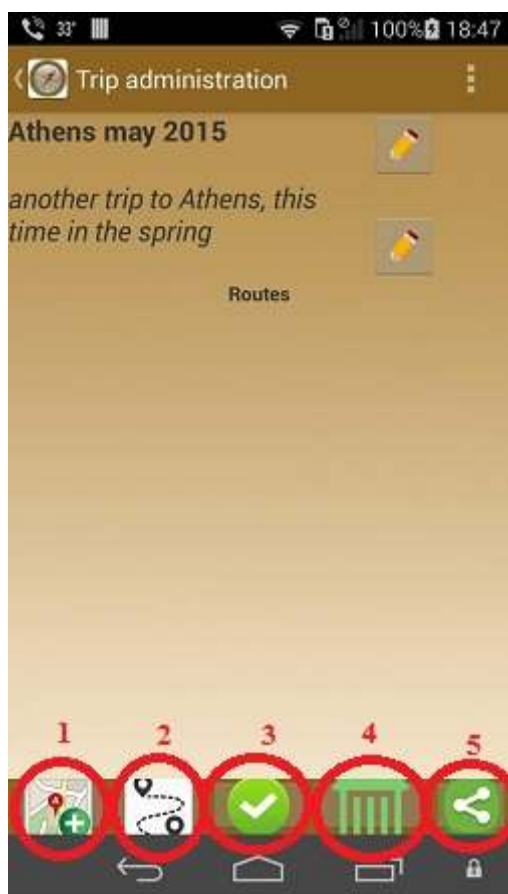 33° 100% 18:47
Trip administration
Athens may 2015
another trip to Athens, this
time in the spring
Routes
1 2 3 4 5